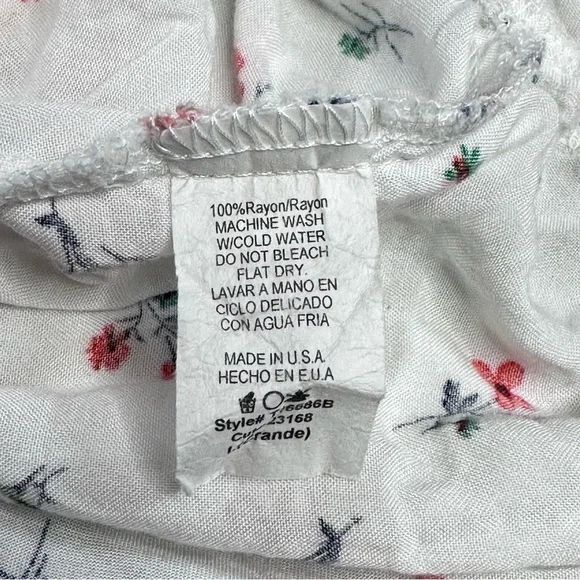 100%Rayon/Rayon
MACHINE WASH
W/COLD WATER
DO NOT BLEACH
FLAT DRY.
LAVAR A MANO EN
CICLO DELICADO
CON AGUA FRIA
MADE IN U.S.A.
HECHO EN E.U.A
Style#
23168